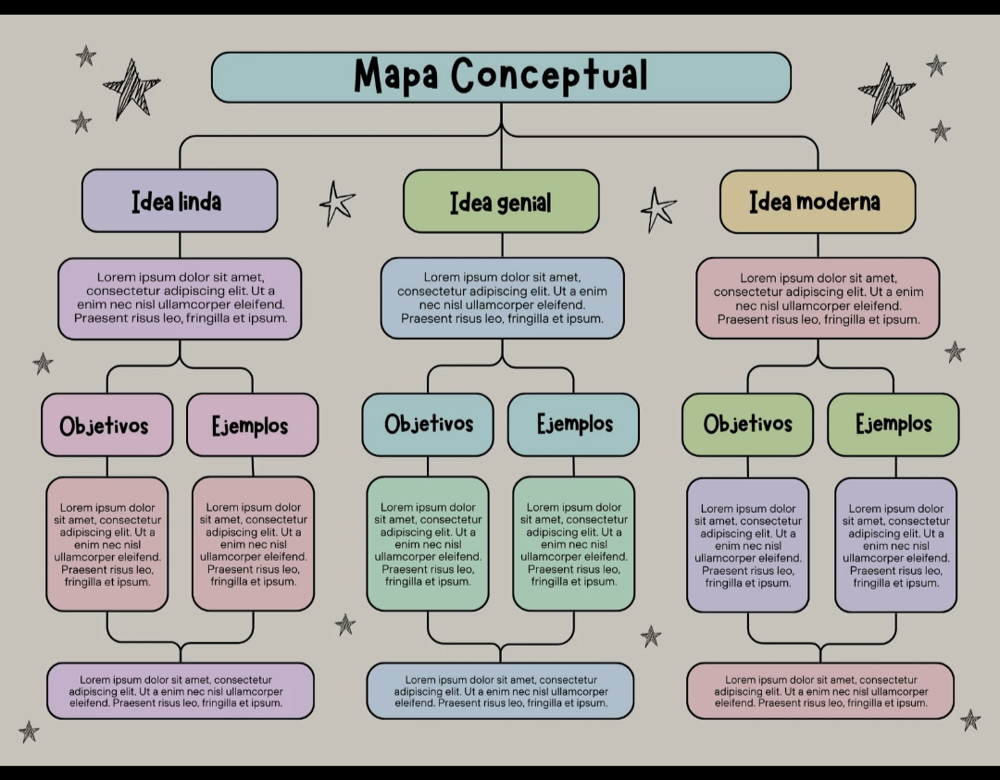 Mapa Conceptual
Idea linda
Idea genial
Idea moderna
Lorem ipsum dolor sit amet,
consectetur adipiscing elit. Ut a
enim nec nisl ullamcorper eleifend.
Praesent risus leo, fringilla et ipsum.
Lorem ipsum dolor sit amet,
consectetur adipiscing elit. Ut a enim
nec nisl ullamcorper eleifend.
Praesent risus leo, fringilla et ipsum.
Lorem ipsum dolor sit amet,
consectetur adipiscing elit. Ut a enim
nec nisl ullamcorper eleifend.
Praesent risus leo, fringilla et ipsum.
Objetivos
Ejemplos
Objetivos
Ejemplos
Objetivos
Ejemplos
Lorem ipsum dolor
sit amet, consectetur
adipiscing elit. Ut a
enim nec nisl
ullamcorper eleifend.
Praesent risus leo,
fringilla et ipsum.
Lorem ipsum dolor
sit amet, consectetur
adipiscing elit. Ut a
enim nec nisl
ullamcorper eleifend.
Praesent risus leo,
fringilla et ipsum.
Lorem ipsum dolor
sit amet, consectetur
adipiscing elit. Ut a
enim nec nisl
ullamcorper eleifend.
Praesent risus leo,
fringilla et ipsum.
Lorem ipsum dolor
sit amet, consectetur
adipiscing elit. Ut a
enim nec nisl
ullamcorper eleifend.
Praesent risus leo,
fringilla et ipsum.
Lorem ipsum dolor
sit amet, consectetur
adipiscing elit. Ut a
enim nec nisl
ullamcorper eleifend.
Praesent risus leo,
fringilla et ipsum.
Lorem ipsum dolor
sit amet, consectetur
adipiscing elit. Ut a
enim nec nisl
ullamcorper eleifend.
Praesent risus leo,
fringilla et ipsum.
Lorem ipsum dolor sit amet, consectetur
adipiscing elit. Ut a enim nec nisl ullamcorper
eleifend. Praesent risus leo, fringilla et ipsum.
Lorem ipsum dolor sit amet, consectetur
adipiscing elit. Ut a enim nec nisl ullamcorper
eleifend. Praesent risus leo, fringilla et ipsum.
Lorem ipsum dolor sit amet, consectetur
adipiscing elit. Ut a enim nec nisl ullamcorper
eleifend. Praesent risus leo, fringilla et ipsum.